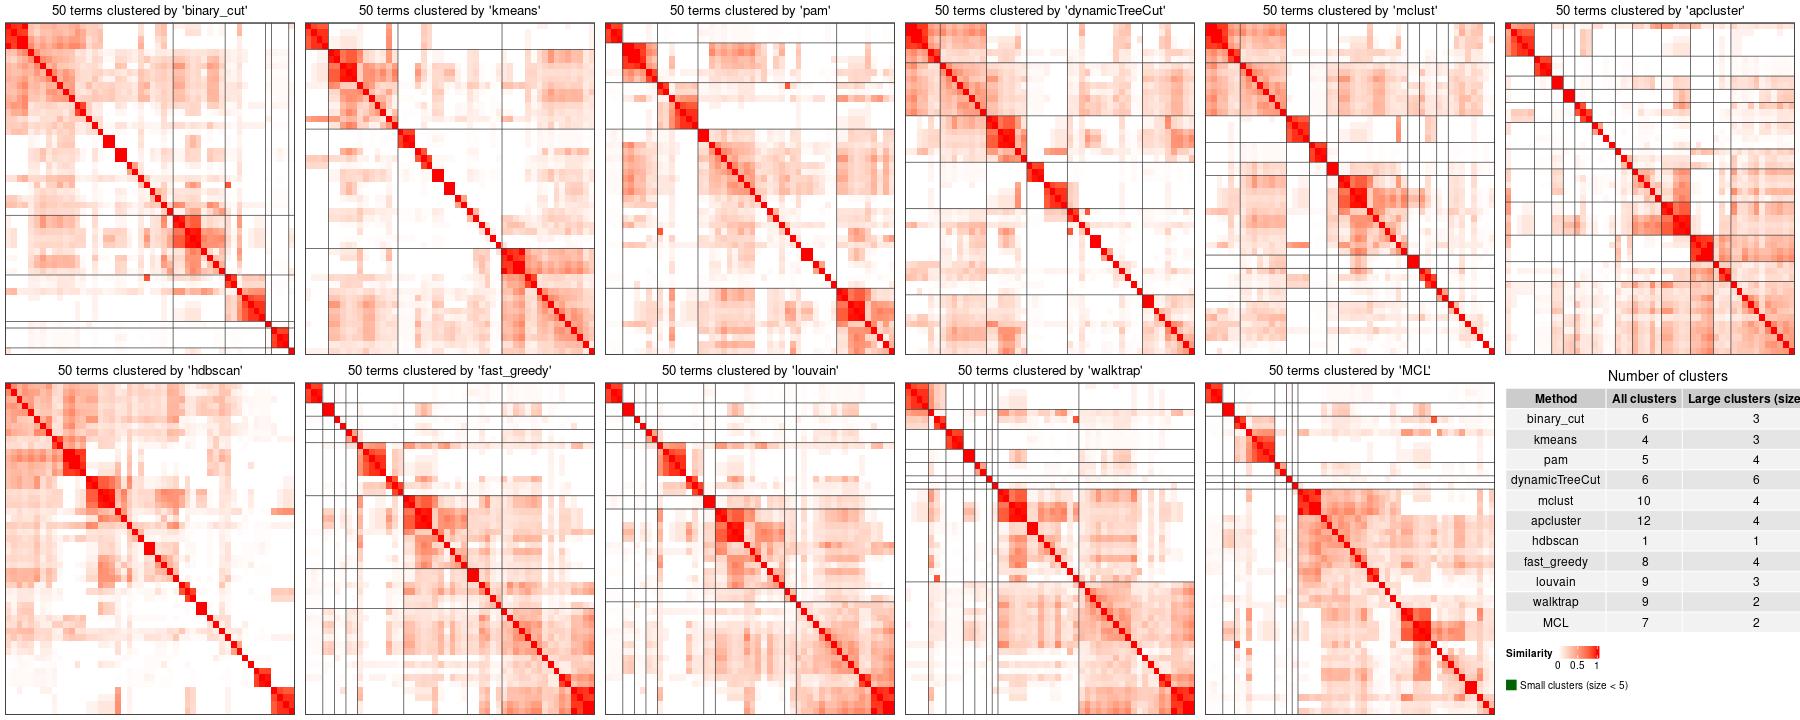 50 terms clustered by 'binary_cut'
50 terms clustered by 'kmeans'
50 terms clustered by 'pam'
50 terms clustered by 'dynamicTreeCut'
50 terms clustered by 'mclust'
50 terms clustered by 'apcluster'
50 terms clustered by 'hdbscan'
50 terms clustered by 'fast_greedy'
50 terms clustered by 'louvain'
50 terms clustered by 'walktrap'
50 terms clustered by 'MCL'
Number of clusters
Method All clusters Large clusters (size
binary_cut 6 3
kmeans 4 3
pam 5 4
dynamicTreeCut 6 6
mclust 10 4
apcluster 12 4
hdbscan 1 1
fast_greedy 8 4
louvain 9 3
walktrap 9 2
MCL 7 2
Similarity
0 0.5 1
Small clusters (size < 5)